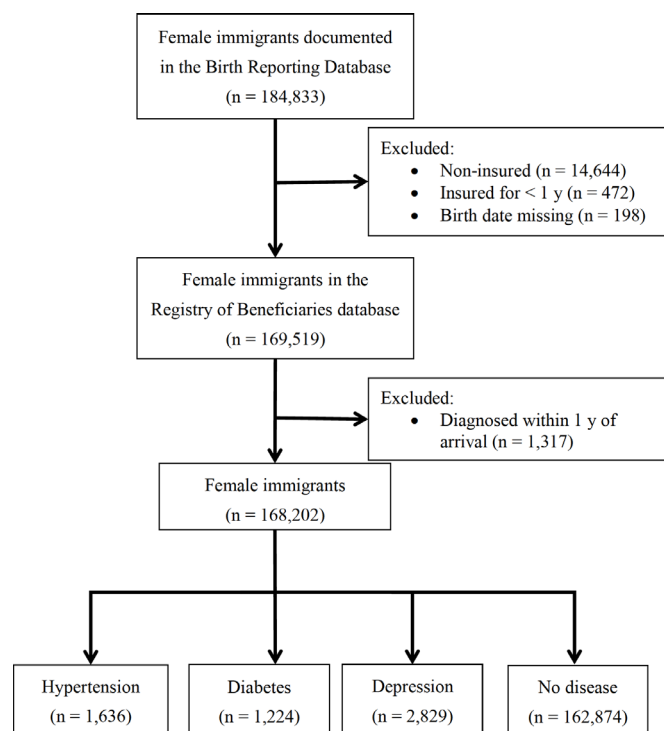 Female immigrants documented
in the Birth Reporting Database
(n = 184,833)
Excluded:
• Non-insured (n = 14,644)
• Insured for < 1 y (n = 472)
• Birth date missing (n = 198)
Female immigrants in the
Registry of Beneficiaries database
(n = 169,519)
Excluded:
• Diagnosed within 1 y of
arrival (n = 1,317)
Female immigrants
(n = 168,202)
Hypertension
(n = 1,636)
Diabetes
(n = 1,224)
Depression
(n = 2,829)
No disease
(n = 162,874)